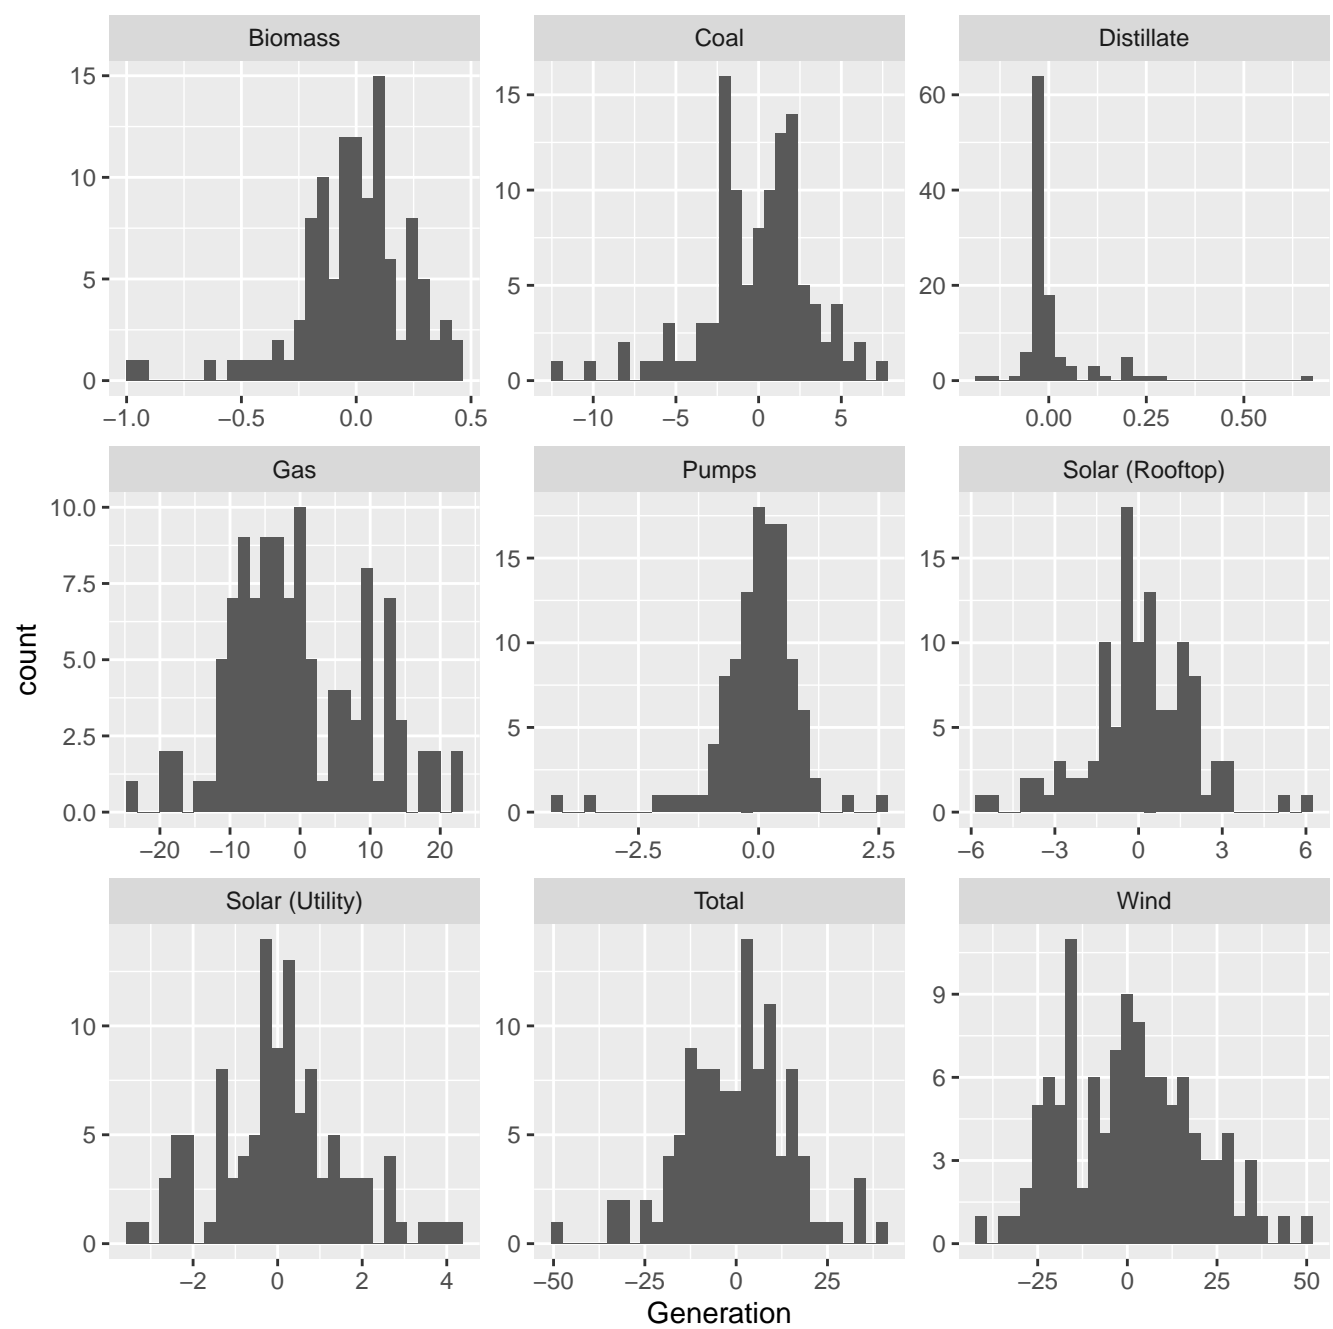 Biomass
Coal
Distillate
15
10
5
0
−1.0 −0.5 0.0 0.5
15
10
5
0
−10 −5 0 5
60
40
20
0
0.00 0.25 0.50
Gas
Pumps
Solar (Rooftop)
10.0
7.5
5.0
2.5
0.0
−20 −10 0 10 20
15
10
5
0
−2.5 0.0 2.5
15
10
5
0
−6 −3 0 3 6
Solar (Utility)
Total
Wind
10
5
0
−2 0 2 4
10
5
0
−50 −25 0 25
9
6
3
0
−25 0 25 50
count
Generation